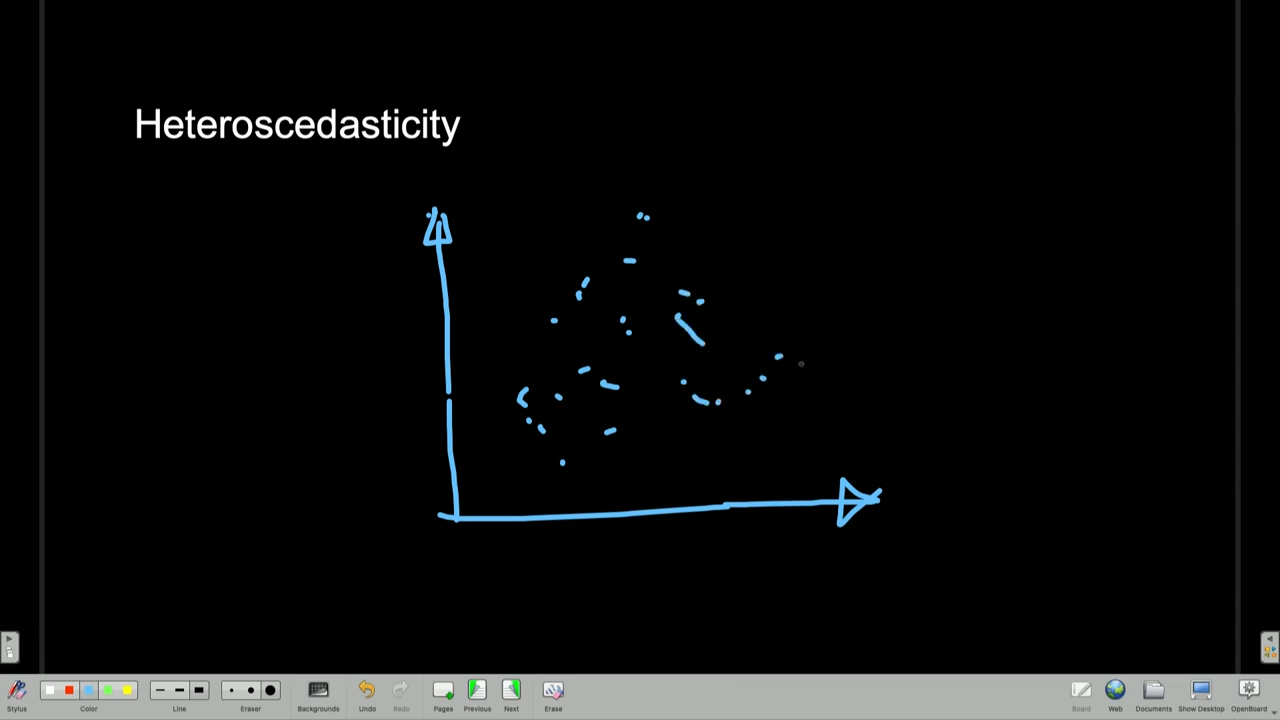 Heteroscedasticity
Stylus
Color
Line
Eraser
Backgrounds
Undo
Redo
Pages
Previous
Next
Erase
Board
Web
Documents
Show Desktop
OpenBoard